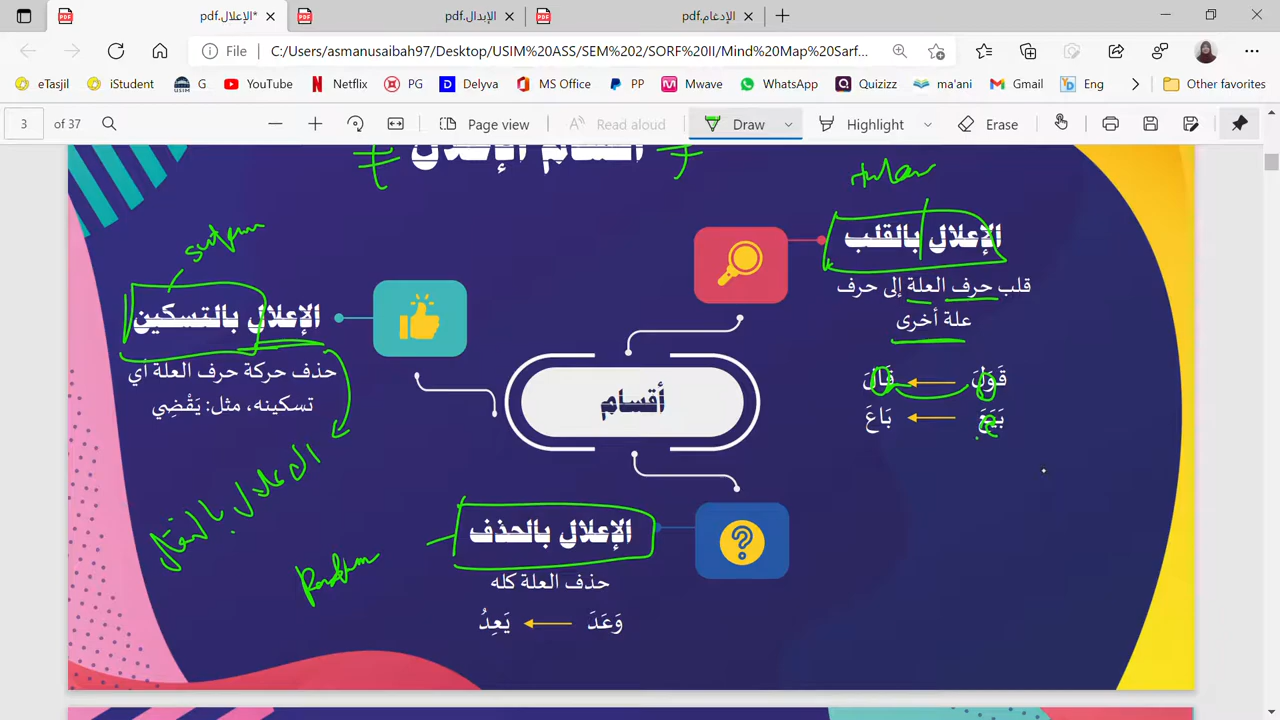 الإعلال.pdf*
الإبدال.pdf
الإدغام.pdf
File
C:/Users/asmanusaibah97/Desktop/USIM%20ASS/SEM%202/SORF%20II/Mind%20Map%20Sarf...
eTasjil
iStudent
G
YouTube
Netflix
PG
Delyva
MS Office
PP
Mwave
WhatsApp
Quizizz
ma'ani
Gmail
Eng
Other favorites
3 of 37
Page view
Read aloud
Draw
Highlight
Erase
أقسام الإعلال
الإعلال بالقلب
قلب حرف العلة إلى حرف
علة أخرى
قَوَلَ ← قَالَ
بَيَعَ ← بَاعَ
الإعلال بالتسكين
حذف حركة حرف العلة أي
تسكينه، مثل: يَقْضِي
أقسام
الإعلال بالحذف
حذف العلة كله
وَعَدَ ← يَعِدُ